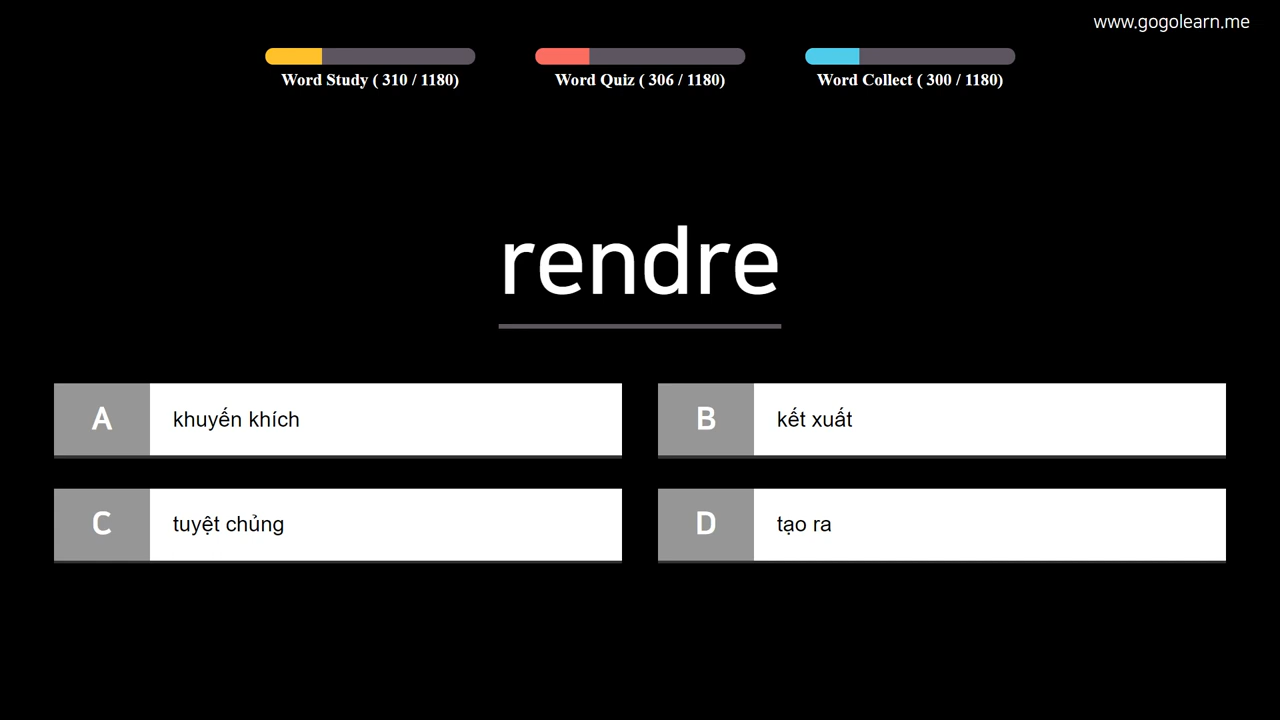 www.gogolearn.me
Word Study ( 310 / 1180)
Word Quiz ( 306 / 1180)
Word Collect ( 300 / 1180)
rendre
A khuyến khích
B kết xuất
C tuyệt chủng
D tạo ra